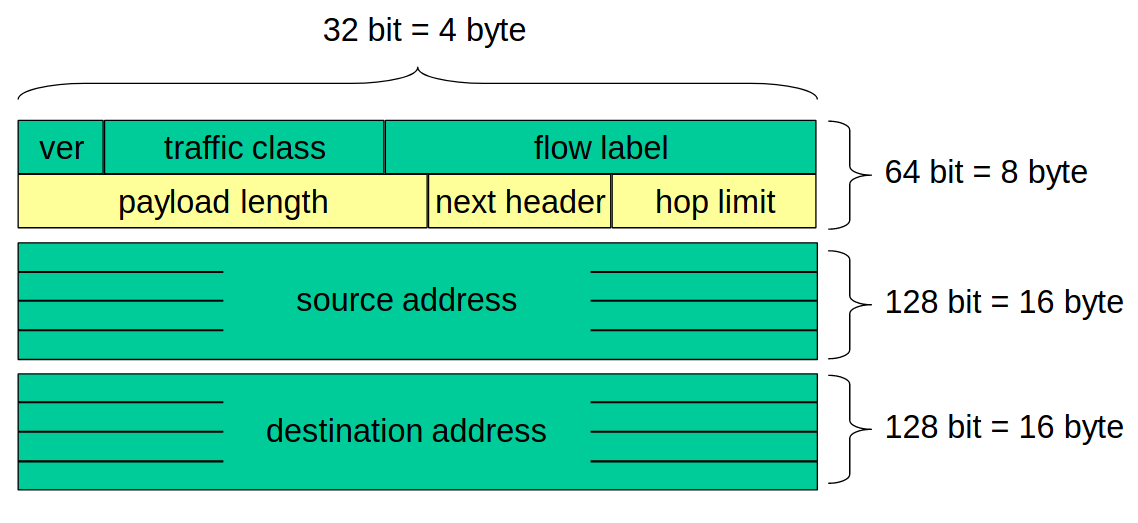 32 bit = 4 byte
ver traffic class flow label
payload length next header hop limit
64 bit = 8 byte
source address
128 bit = 16 byte
destination address
128 bit = 16 byte